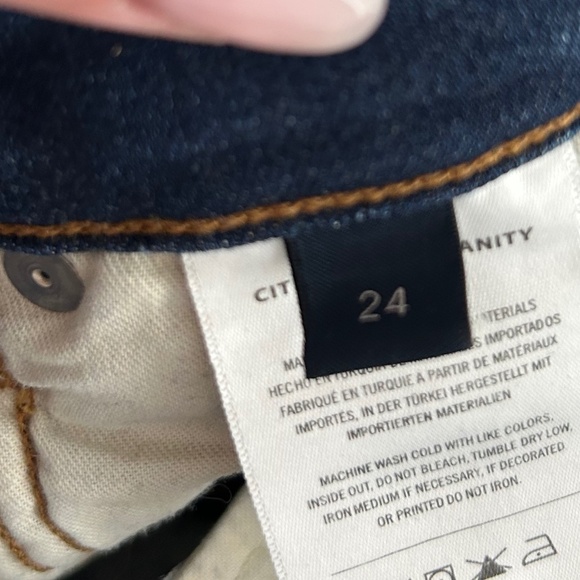 CIT ANITY
24
MA TERIALS
HECHO EN S IMPORTADOS
FABRIQUÉ EN TURQUIE A PARTIR DE MATÉRIAUX
IMPORTÉS, IN DER TÜRKEI HERGESTELLT MIT
IMPORTIERTEN MATERIALIEN
MACHINE WASH COLD WITH LIKE COLORS,
INSIDE OUT, DO NOT BLEACH, TUMBLE DRY LOW,
IRON MEDIUM IF NECESSARY, IF DECORATED
OR PRINTED DO NOT IRON.